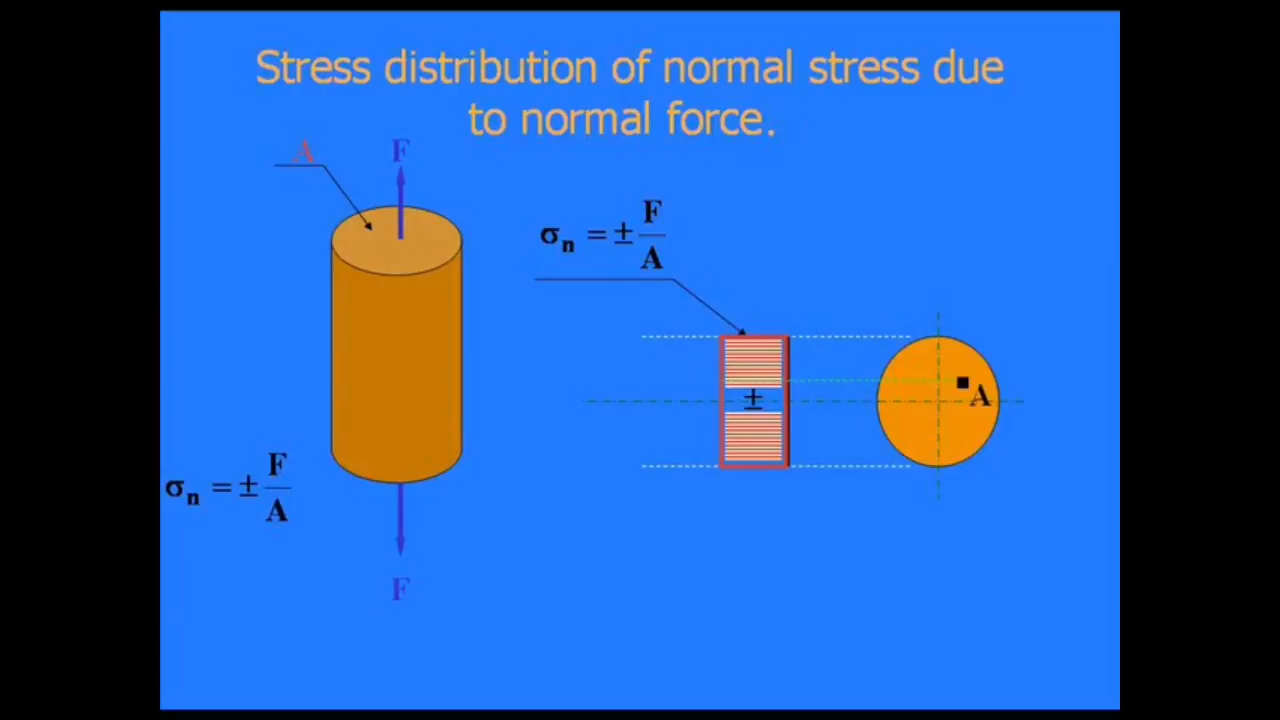 Stress distribution of normal stress due
to normal force.
A
F
σn = ± F/A
±
A
σn = ± F/A
F